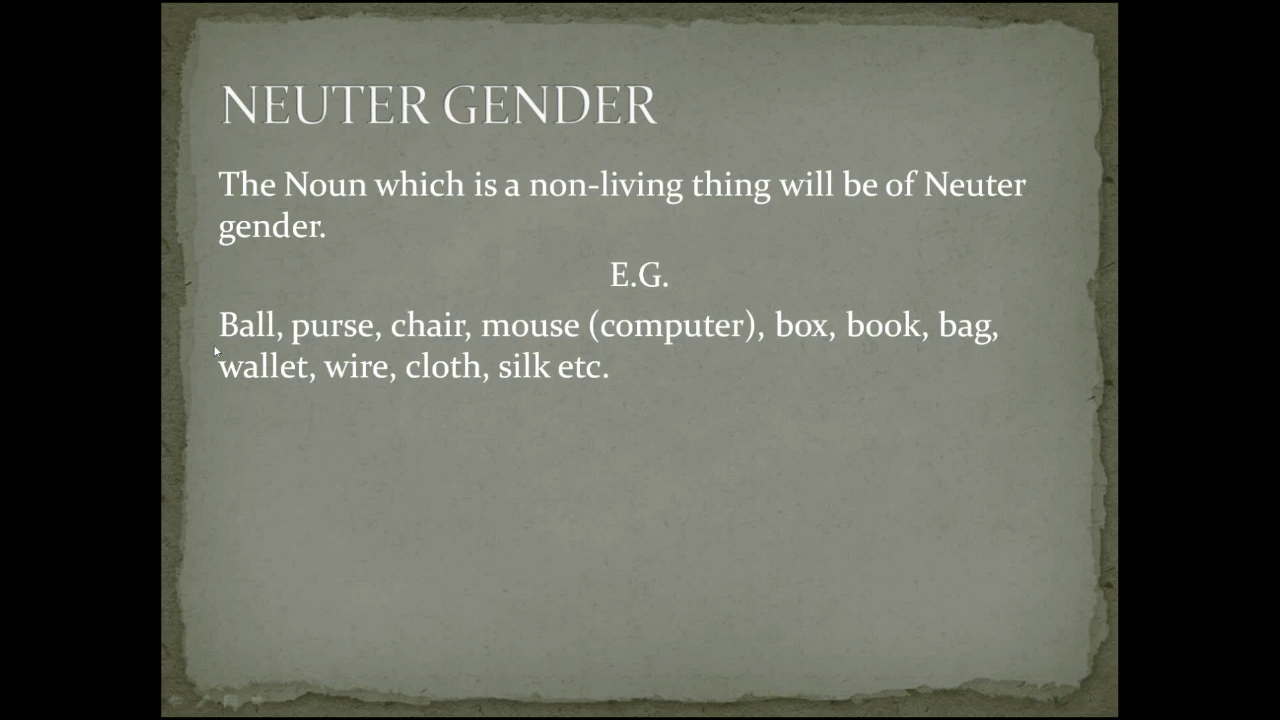 NEUTER GENDER
The Noun which is a non-living thing will be of Neuter
gender.
E.G.
Ball, purse, chair, mouse (computer), box, book, bag,
wallet, wire, cloth, silk etc.